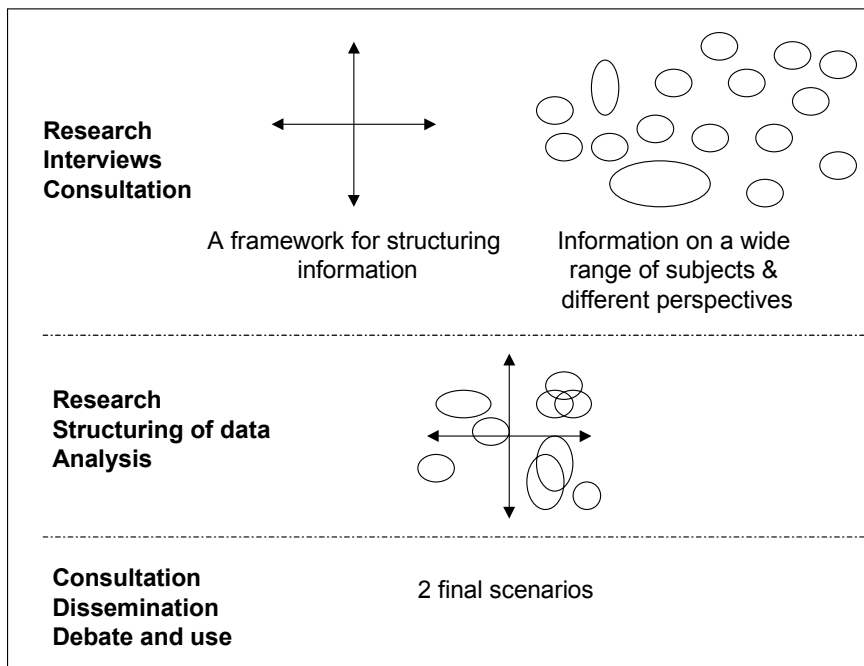 Research
Interviews
Consultation
A framework for structuring
information
Information on a wide
range of subjects &
different perspectives
Research
Structuring of data
Analysis
Consultation
Dissemination
Debate and use
2 final scenarios